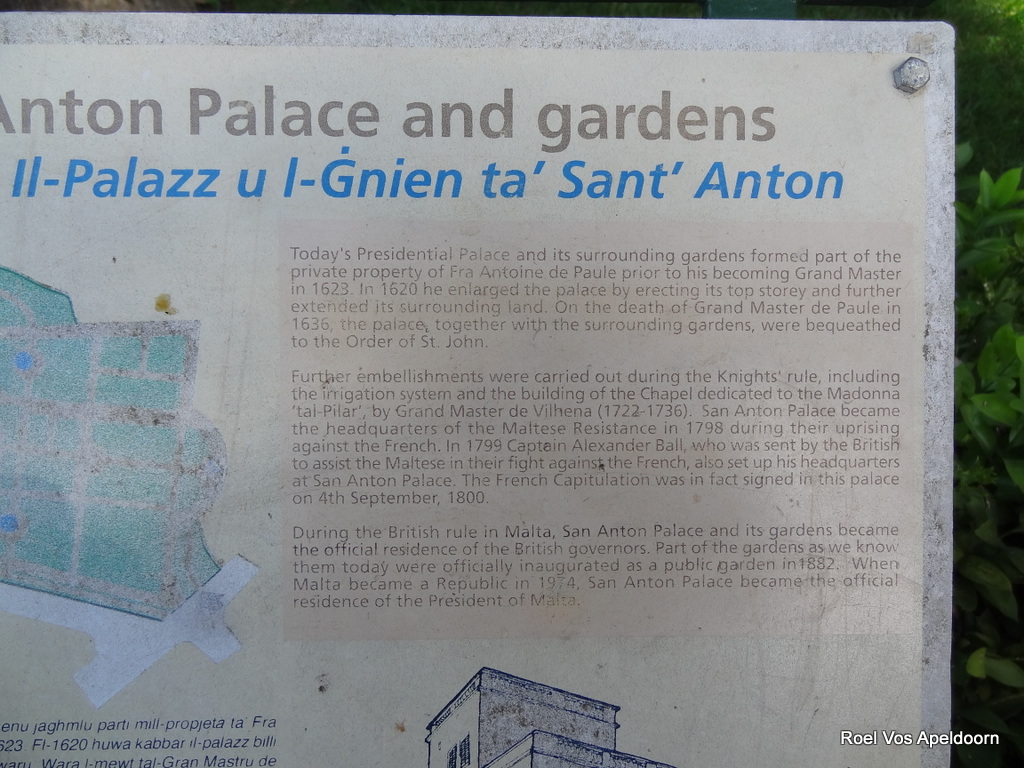 Anton Palace and gardens
Il-Palazz u l-Ġnien ta' Sant' Anton
Today's Presidential Palace and its surrounding gardens formed part of the
private property of Fra Antoine de Paule prior to his becoming Grand Master
in 1623. In 1620 he enlarged the palace by erecting its top storey and further
extended its surrounding land. On the death of Grand Master de Paule in
1636, the palace, together with the surrounding gardens, were bequeathed
to the Order of St. John.
Further embellishments were carried out during the Knights' rule, including
the irrigation system and the building of the Chapel dedicated to the Madonna
'tal-Pilar', by Grand Master de Vilhena (1722-1736). San Anton Palace became
the headquarters of the Maltese Resistance in 1798 during their uprising
against the French. In 1799 Captain Alexander Ball, who was sent by the British
to assist the Maltese in their fight against the French, also set up his headquarters
at San Anton Palace. The French Capitulation was in fact signed in this palace
on 4th September, 1800.
During the British rule in Malta, San Anton Palace and its gardens became
the official residence of the British governors. Part of the gardens as we know
them today were officially inaugurated as a public garden in1882. When
Malta became a Republic in 1974, San Anton Palace became the official
residence of the President of Malta.
jagħmlu parti mill-propjeta ta' Fra
623. Fl-1620 huwa kabbar il-palazz billi
Wara l-mewt tal-Gran Mastru de
Roel Vos Apeldoorn